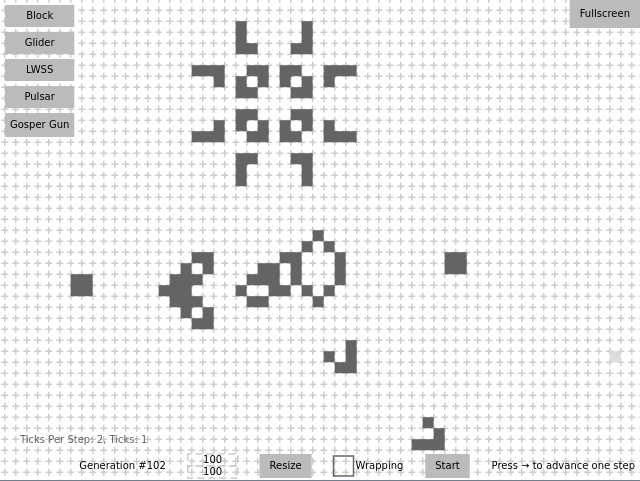 Block
Fullscreen
Glider
LWSS
Pulsar
Gosper Gun
Ticks Per Step: 2, Ticks: 1
Generation #102
100
100
Resize
Wrapping
Start
Press → to advance one step